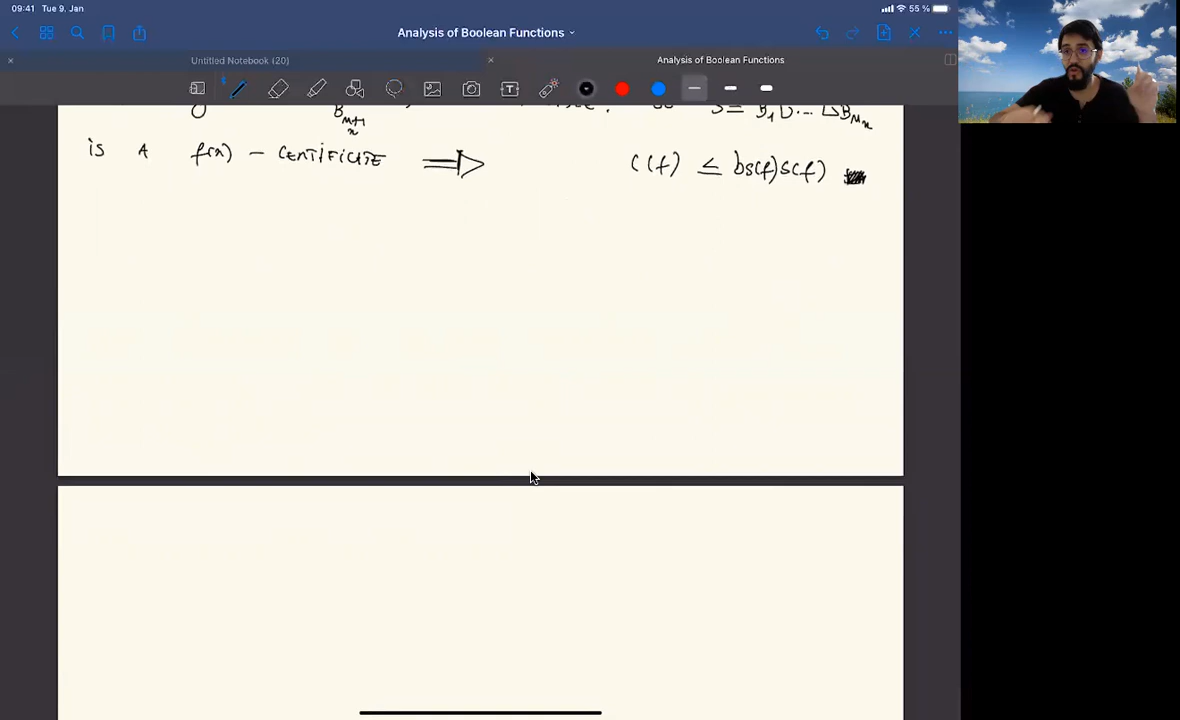 09:41 Tue 9. Jan
55 %
Analysis of Boolean Functions
Untitled Notebook (20)
Analysis of Boolean Functions
is A f(x) - CERTIFICATE ⟹ C(f) ≤ bs(f)s(f)